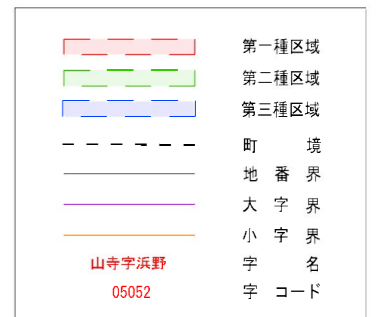 第一種区域
第二種区域
第三種区域
町境
地番界
大字界
小字界
山寺字浜野 字名
05052 字コード